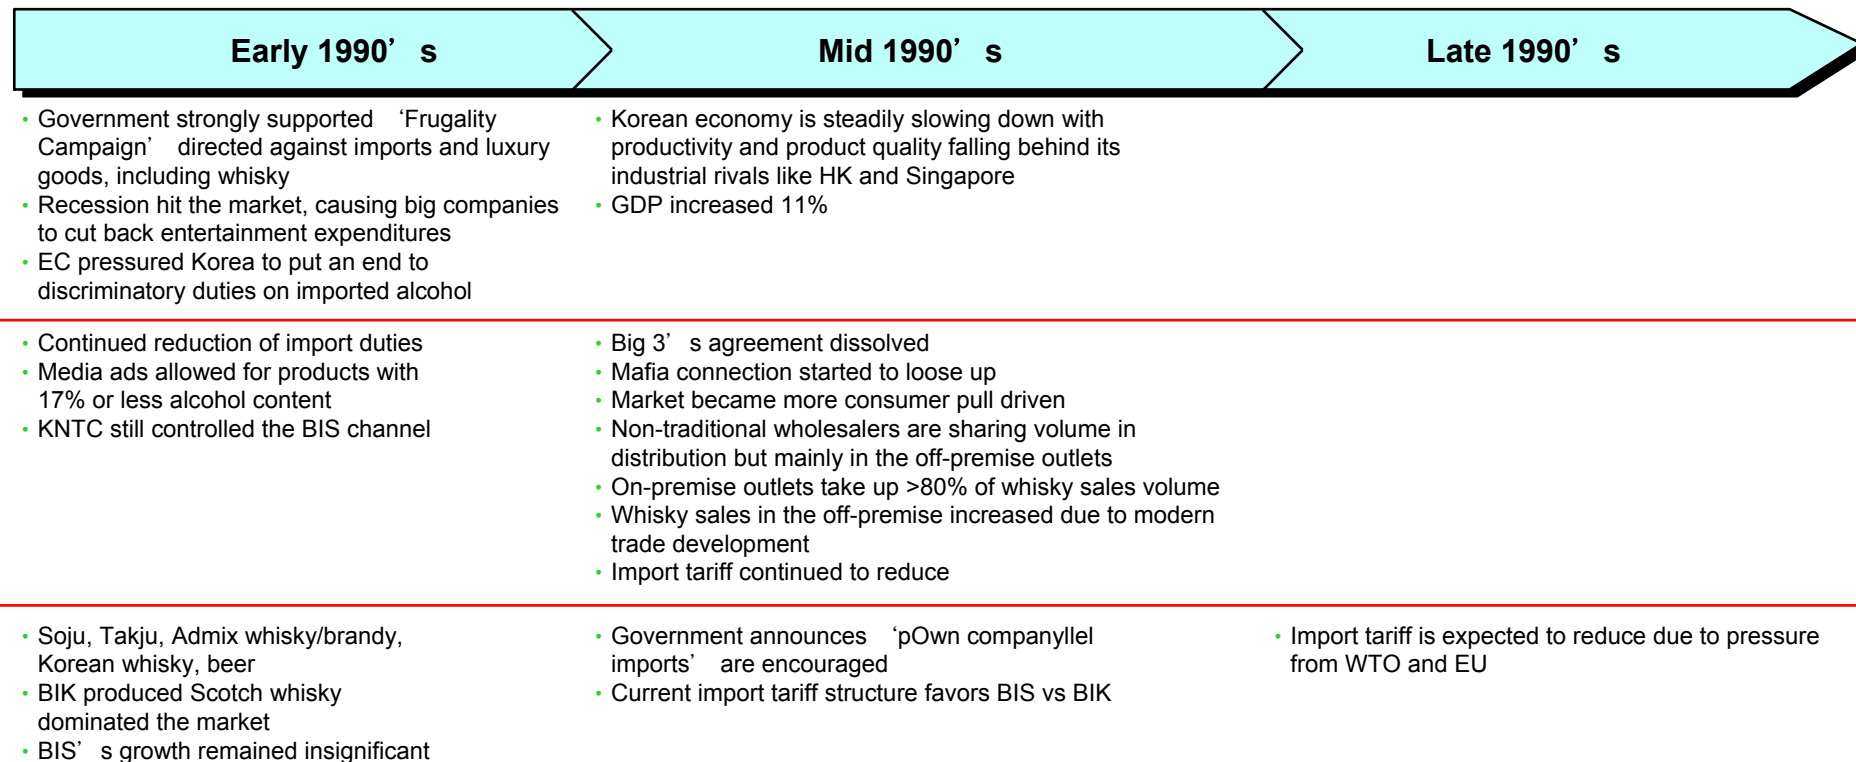 Early 1990’ s
Mid 1990’ s
Late 1990’ s
• Government strongly supported ‘Frugality
Campaign’ directed against imports and luxury
goods, including whisky
• Recession hit the market, causing big companies
to cut back entertainment expenditures
• EC pressured Korea to put an end to
discriminatory duties on imported alcohol
• Korean economy is steadily slowing down with
productivity and product quality falling behind its
industrial rivals like HK and Singapore
• GDP increased 11%
• Continued reduction of import duties
• Media ads allowed for products with
17% or less alcohol content
• KNTC still controlled the BIS channel
• Big 3’ s agreement dissolved
• Mafia connection started to loose up
• Market became more consumer pull driven
• Non-traditional wholesalers are sharing volume in
distribution but mainly in the off-premise outlets
• On-premise outlets take up >80% of whisky sales volume
• Whisky sales in the off-premise increased due to modern
trade development
• Import tariff continued to reduce
• Soju, Takju, Admix whisky/brandy,
Korean whisky, beer
• BIK produced Scotch whisky
dominated the market
• BIS’ s growth remained insignificant
• Government announces ‘pOwn companyllel
imports’ are encouraged
• Current import tariff structure favors BIS vs BIK
• Import tariff is expected to reduce due to pressure
from WTO and EU